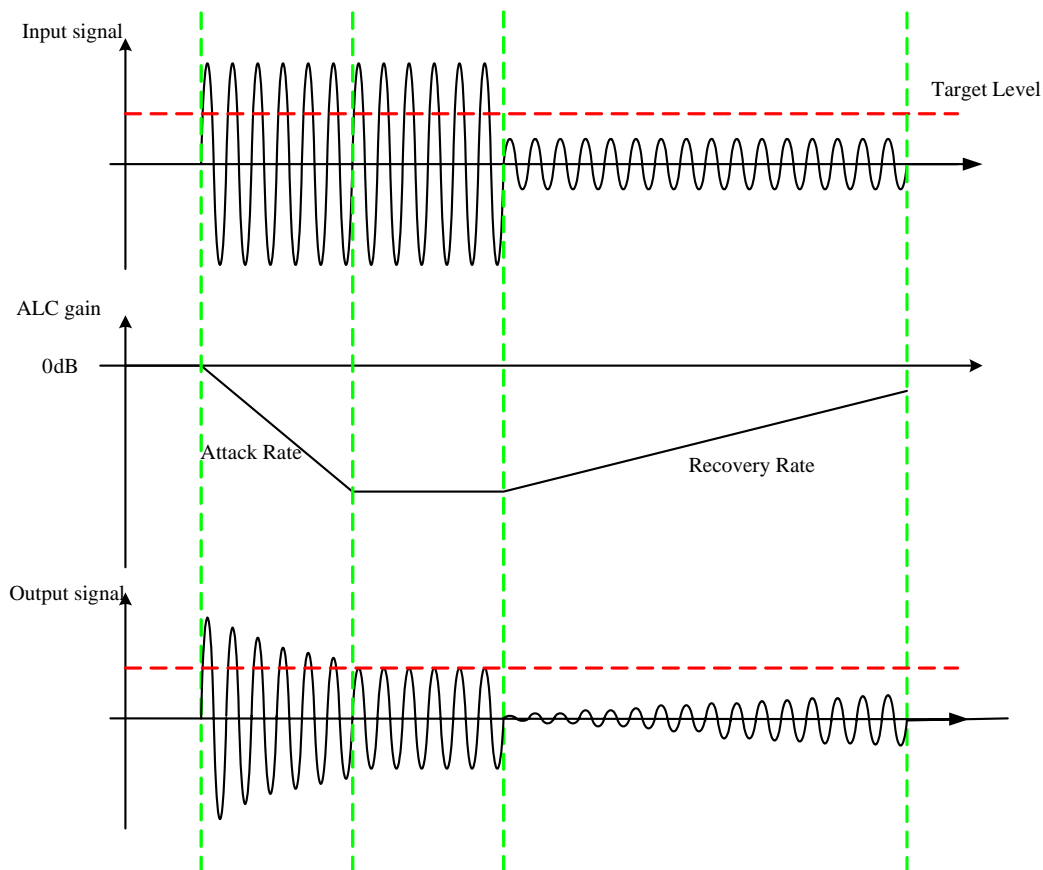 Input signal
Target Level
ALC gain
0dB
Attack Rate
Recovery Rate
Output signal